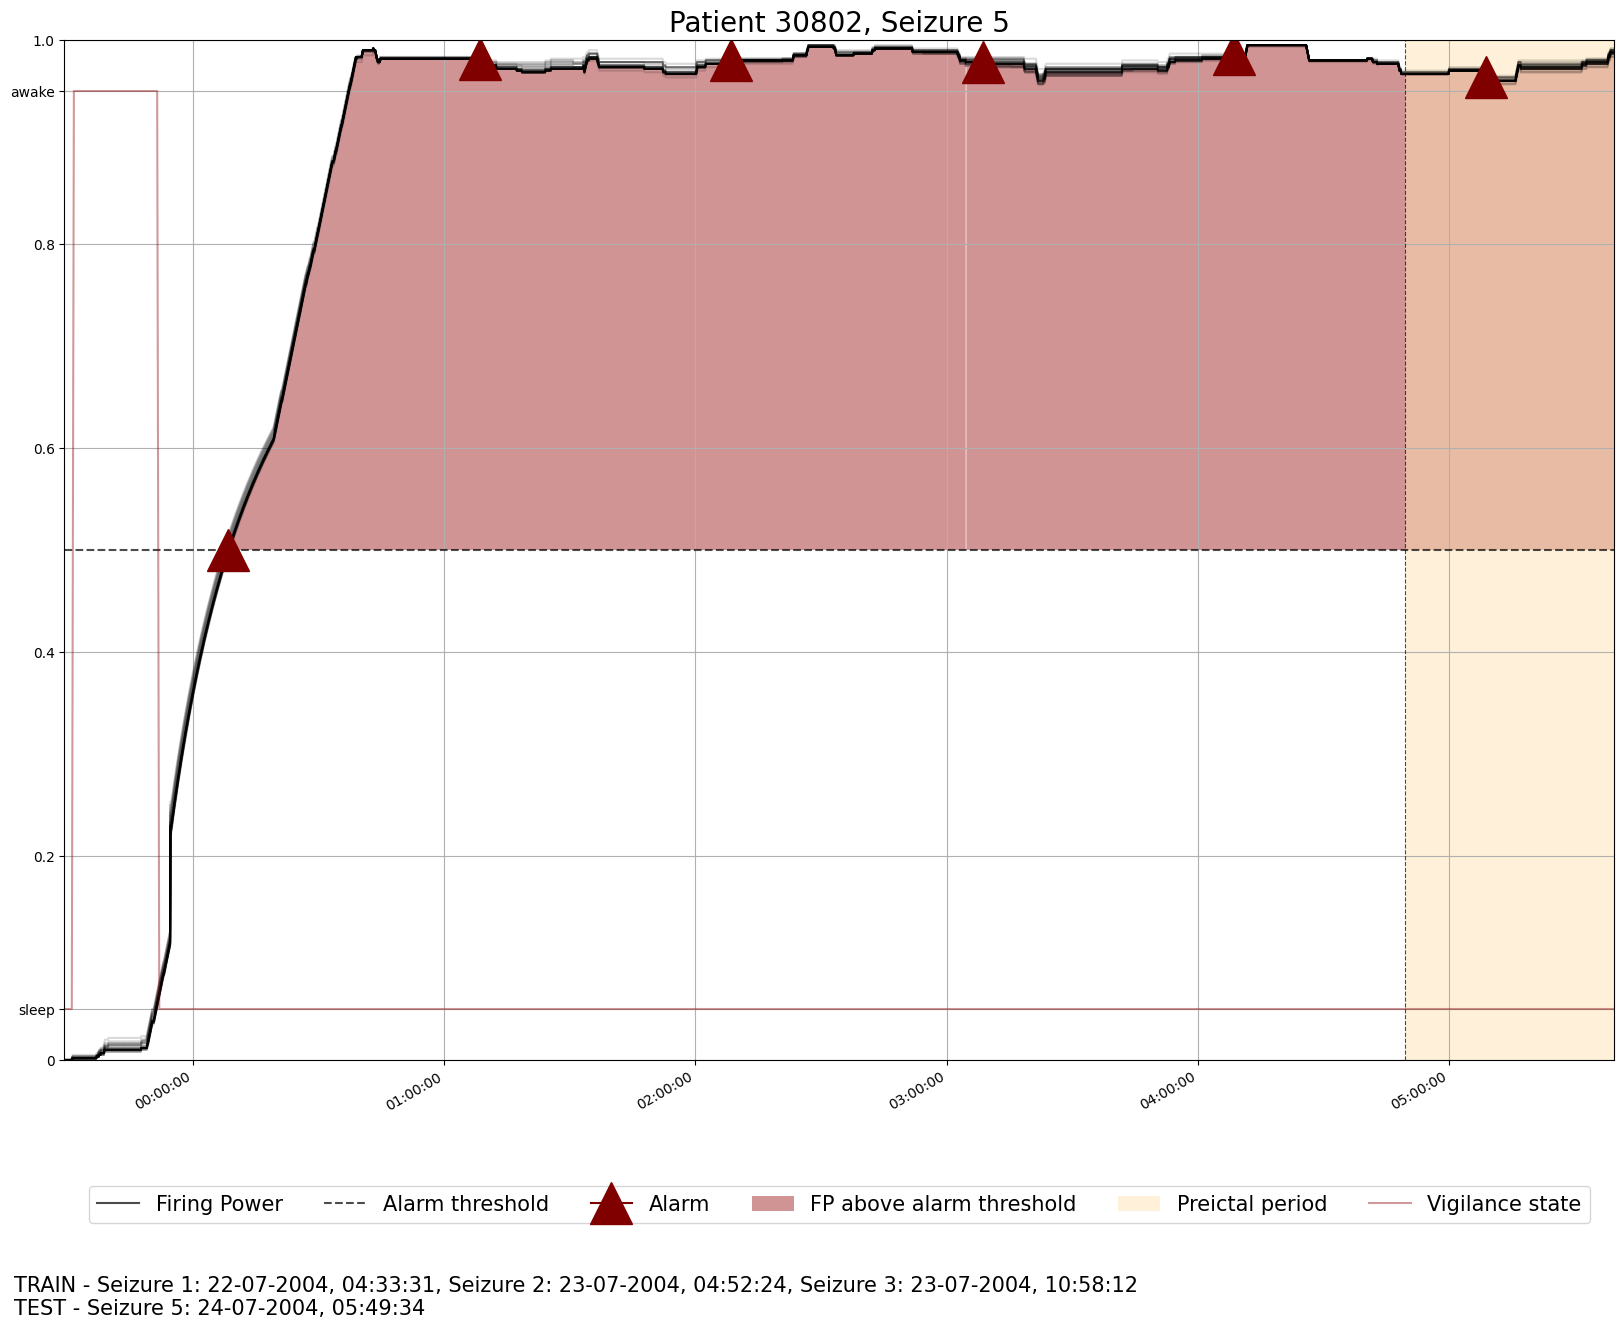 Patient 30802, Seizure 5
1.0
awake
0.8
0.6
0.4
0.2
sleep
0
00:00:00
01:00:00
02:00:00
03:00:00
04:00:00
05:00:00
Firing Power
Alarm threshold
Alarm
FP above alarm threshold
Preictal period
Vigilance state
TRAIN - Seizure 1: 22-07-2004, 04:33:31, Seizure 2: 23-07-2004, 04:52:24, Seizure 3: 23-07-2004, 10:58:12
TEST - Seizure 5: 24-07-2004, 05:49:34